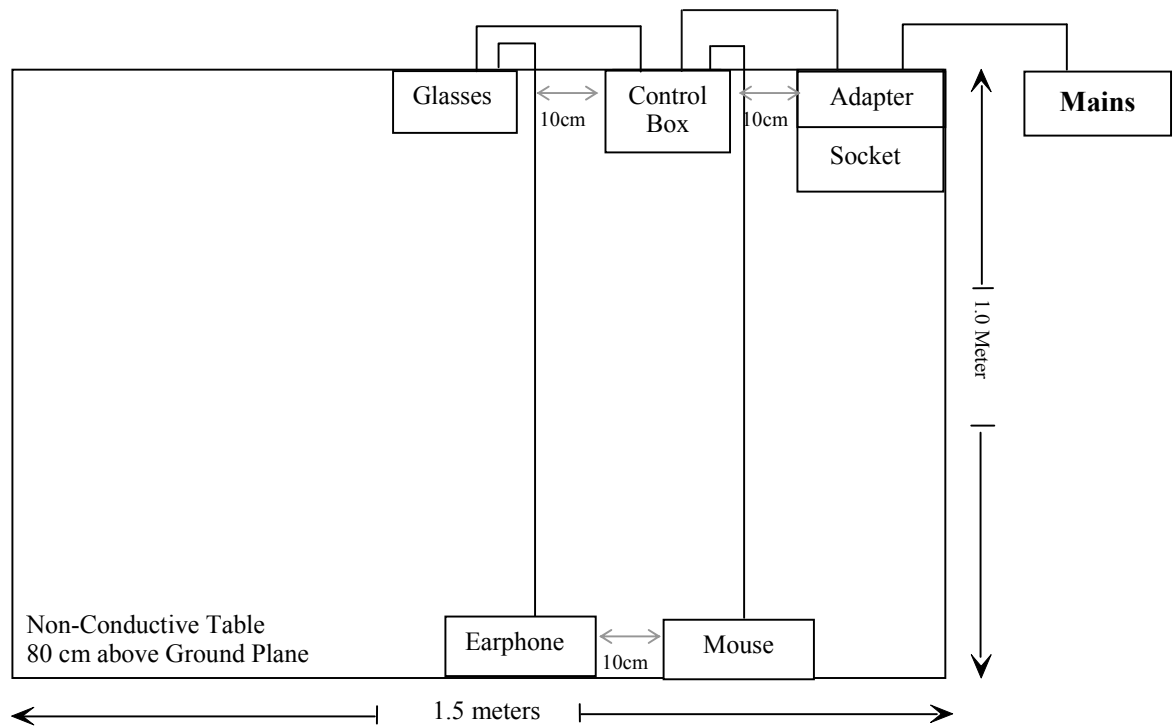 Glasses
Control
Box
Adapter
Mains
10cm
10cm
Socket
1.0 Meter
Non-Conductive Table
80 cm above Ground Plane
Earphone
Mouse
10cm
1.5 meters